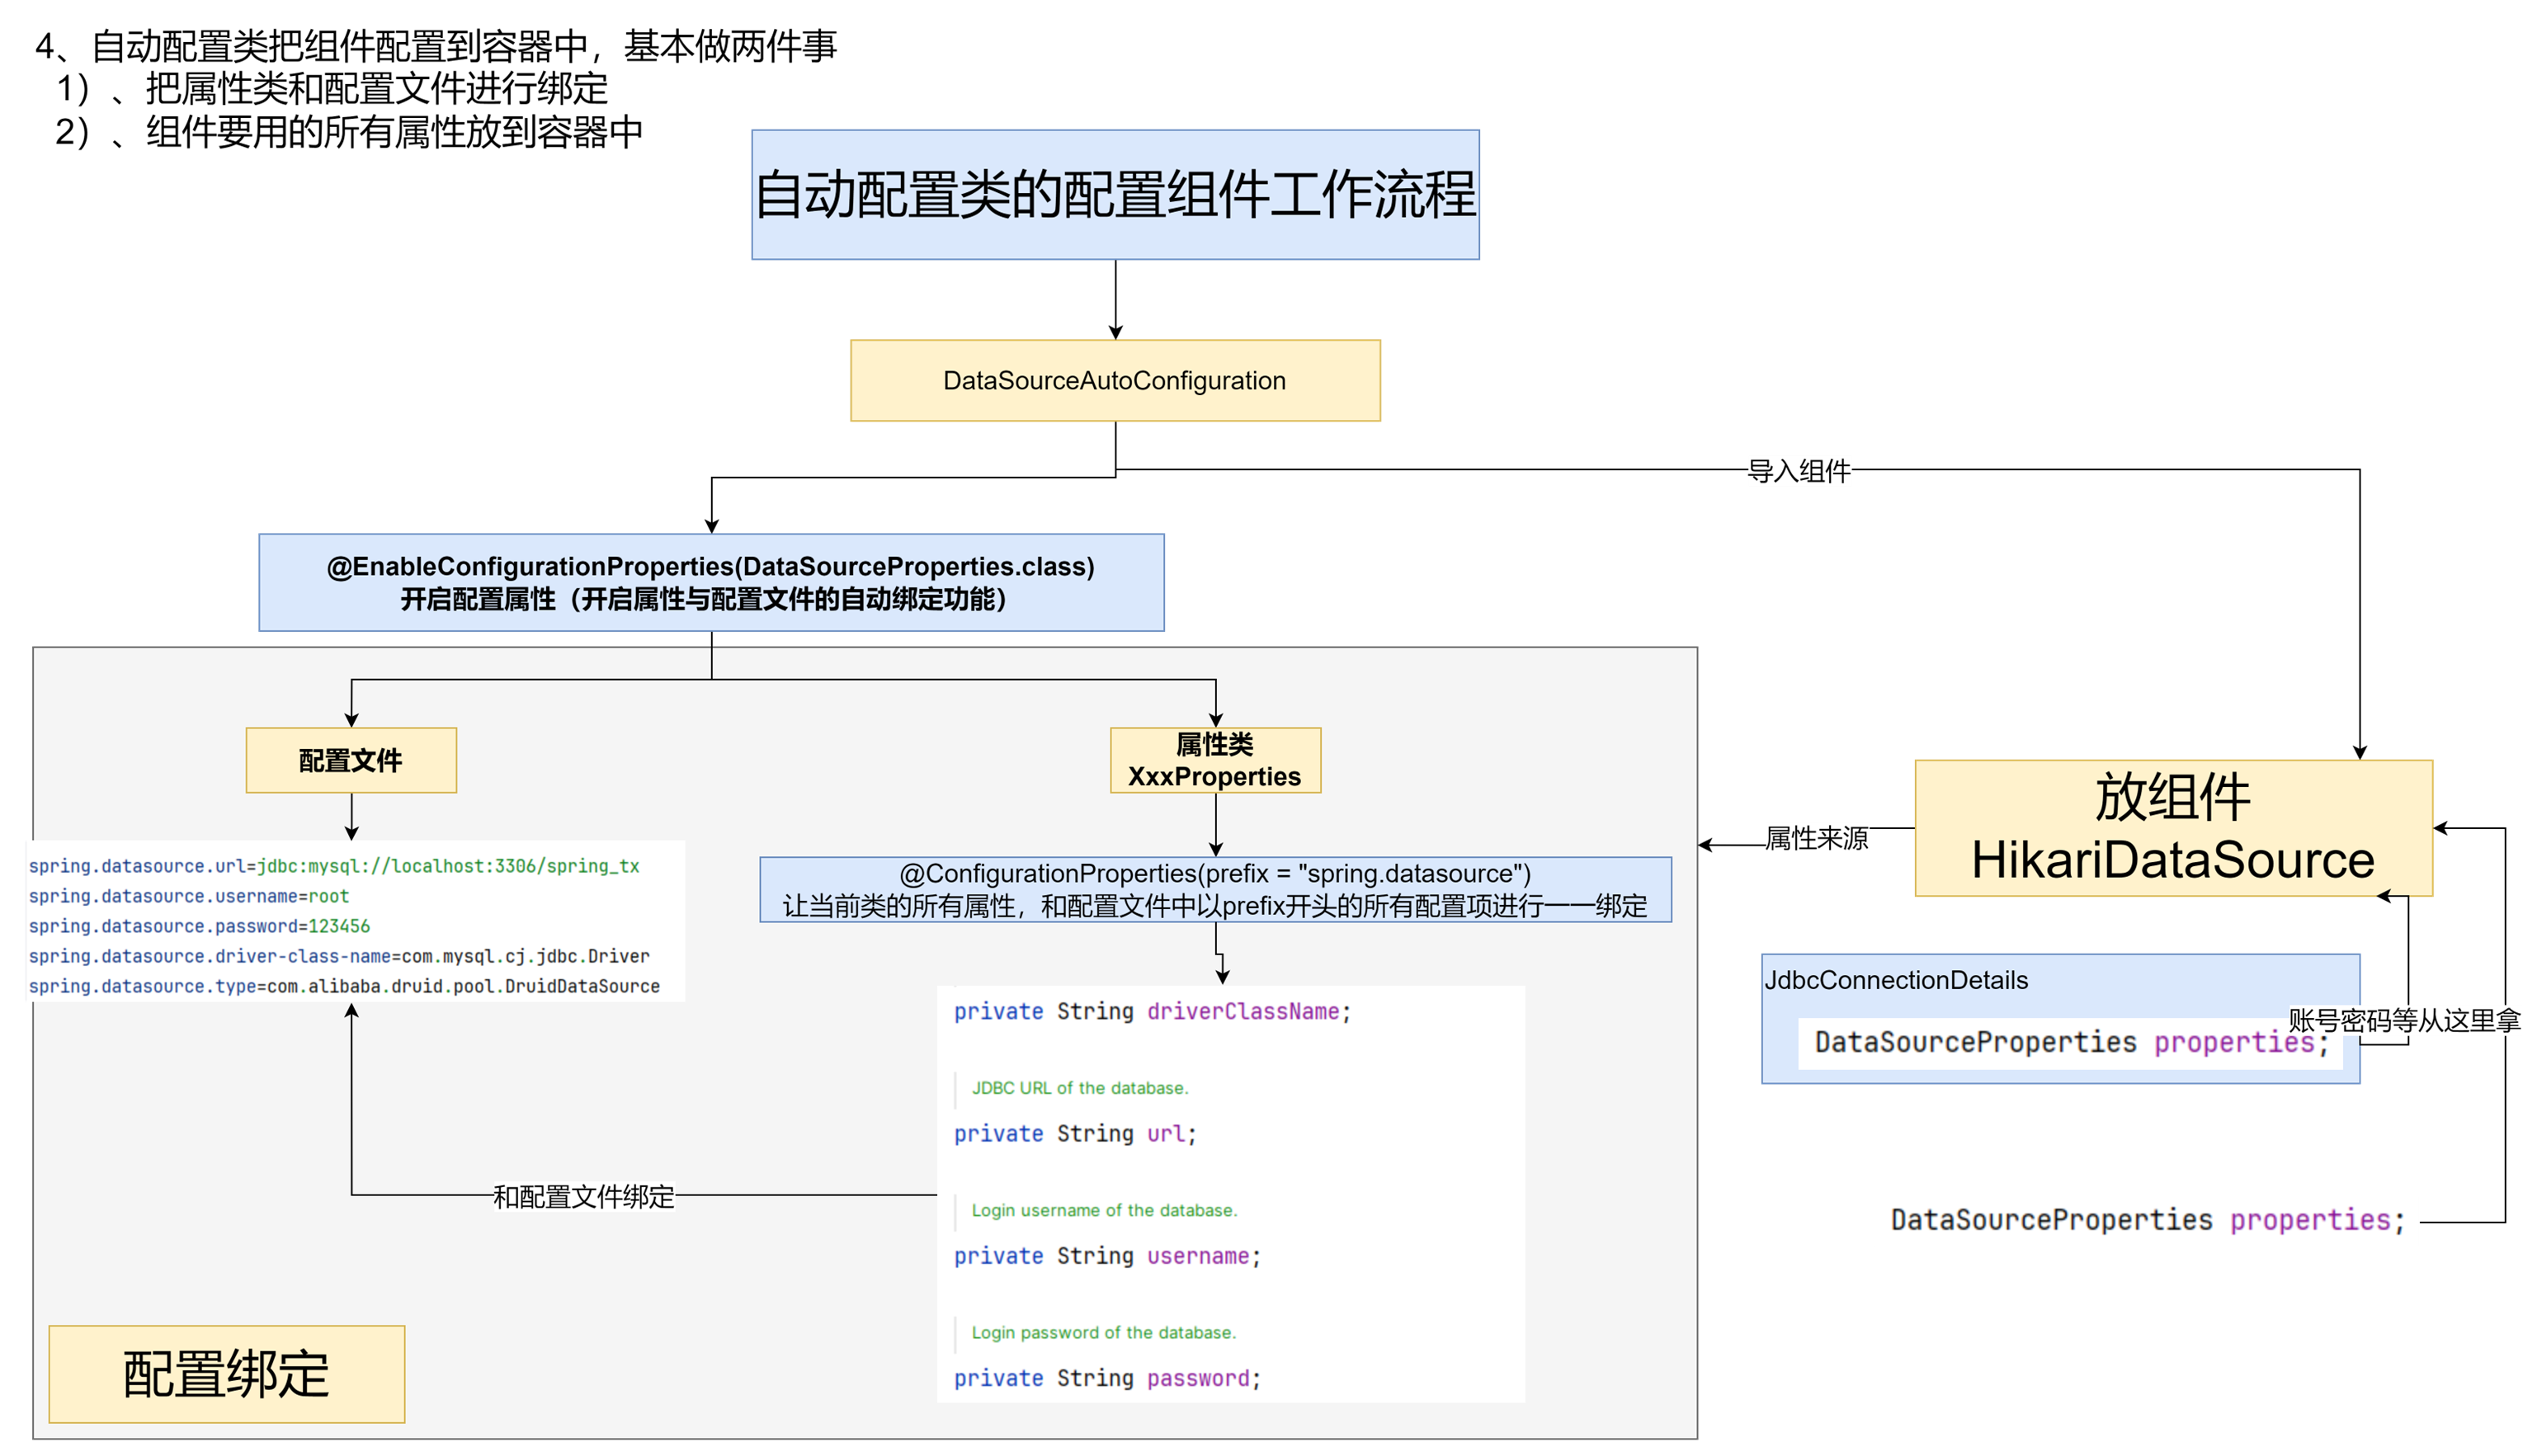 4、自动配置类把组件配置到容器中，基本做两件事
1）、把属性类和配置文件进行绑定
2）、组件要用的所有属性放到容器中
自动配置类的配置组件工作流程
DataSourceAutoConfiguration
导入组件
@EnableConfigurationProperties(DataSourceProperties.class)
开启配置属性（开启属性与配置文件的自动绑定功能）
配置文件
属性类
XxxProperties
spring.datasource.url=jdbc:mysql://localhost:3306/spring_tx
spring.datasource.username=root
spring.datasource.password=123456
spring.datasource.driver-class-name=com.mysql.cj.jdbc.Driver
spring.datasource.type=com.alibaba.druid.pool.DruidDataSource
@ConfigurationProperties(prefix = "spring.datasource")
让当前类的所有属性，和配置文件中以prefix开头的所有配置项进行一一绑定
private String driverClassName;
JDBC URL of the database.
private String url;
Login username of the database.
private String username;
Login password of the database.
private String password;
和配置文件绑定
配置绑定
属性来源
放组件
HikariDataSource
JdbcConnectionDetails
账号密码等从这里拿
DataSourceProperties properties;
DataSourceProperties properties;